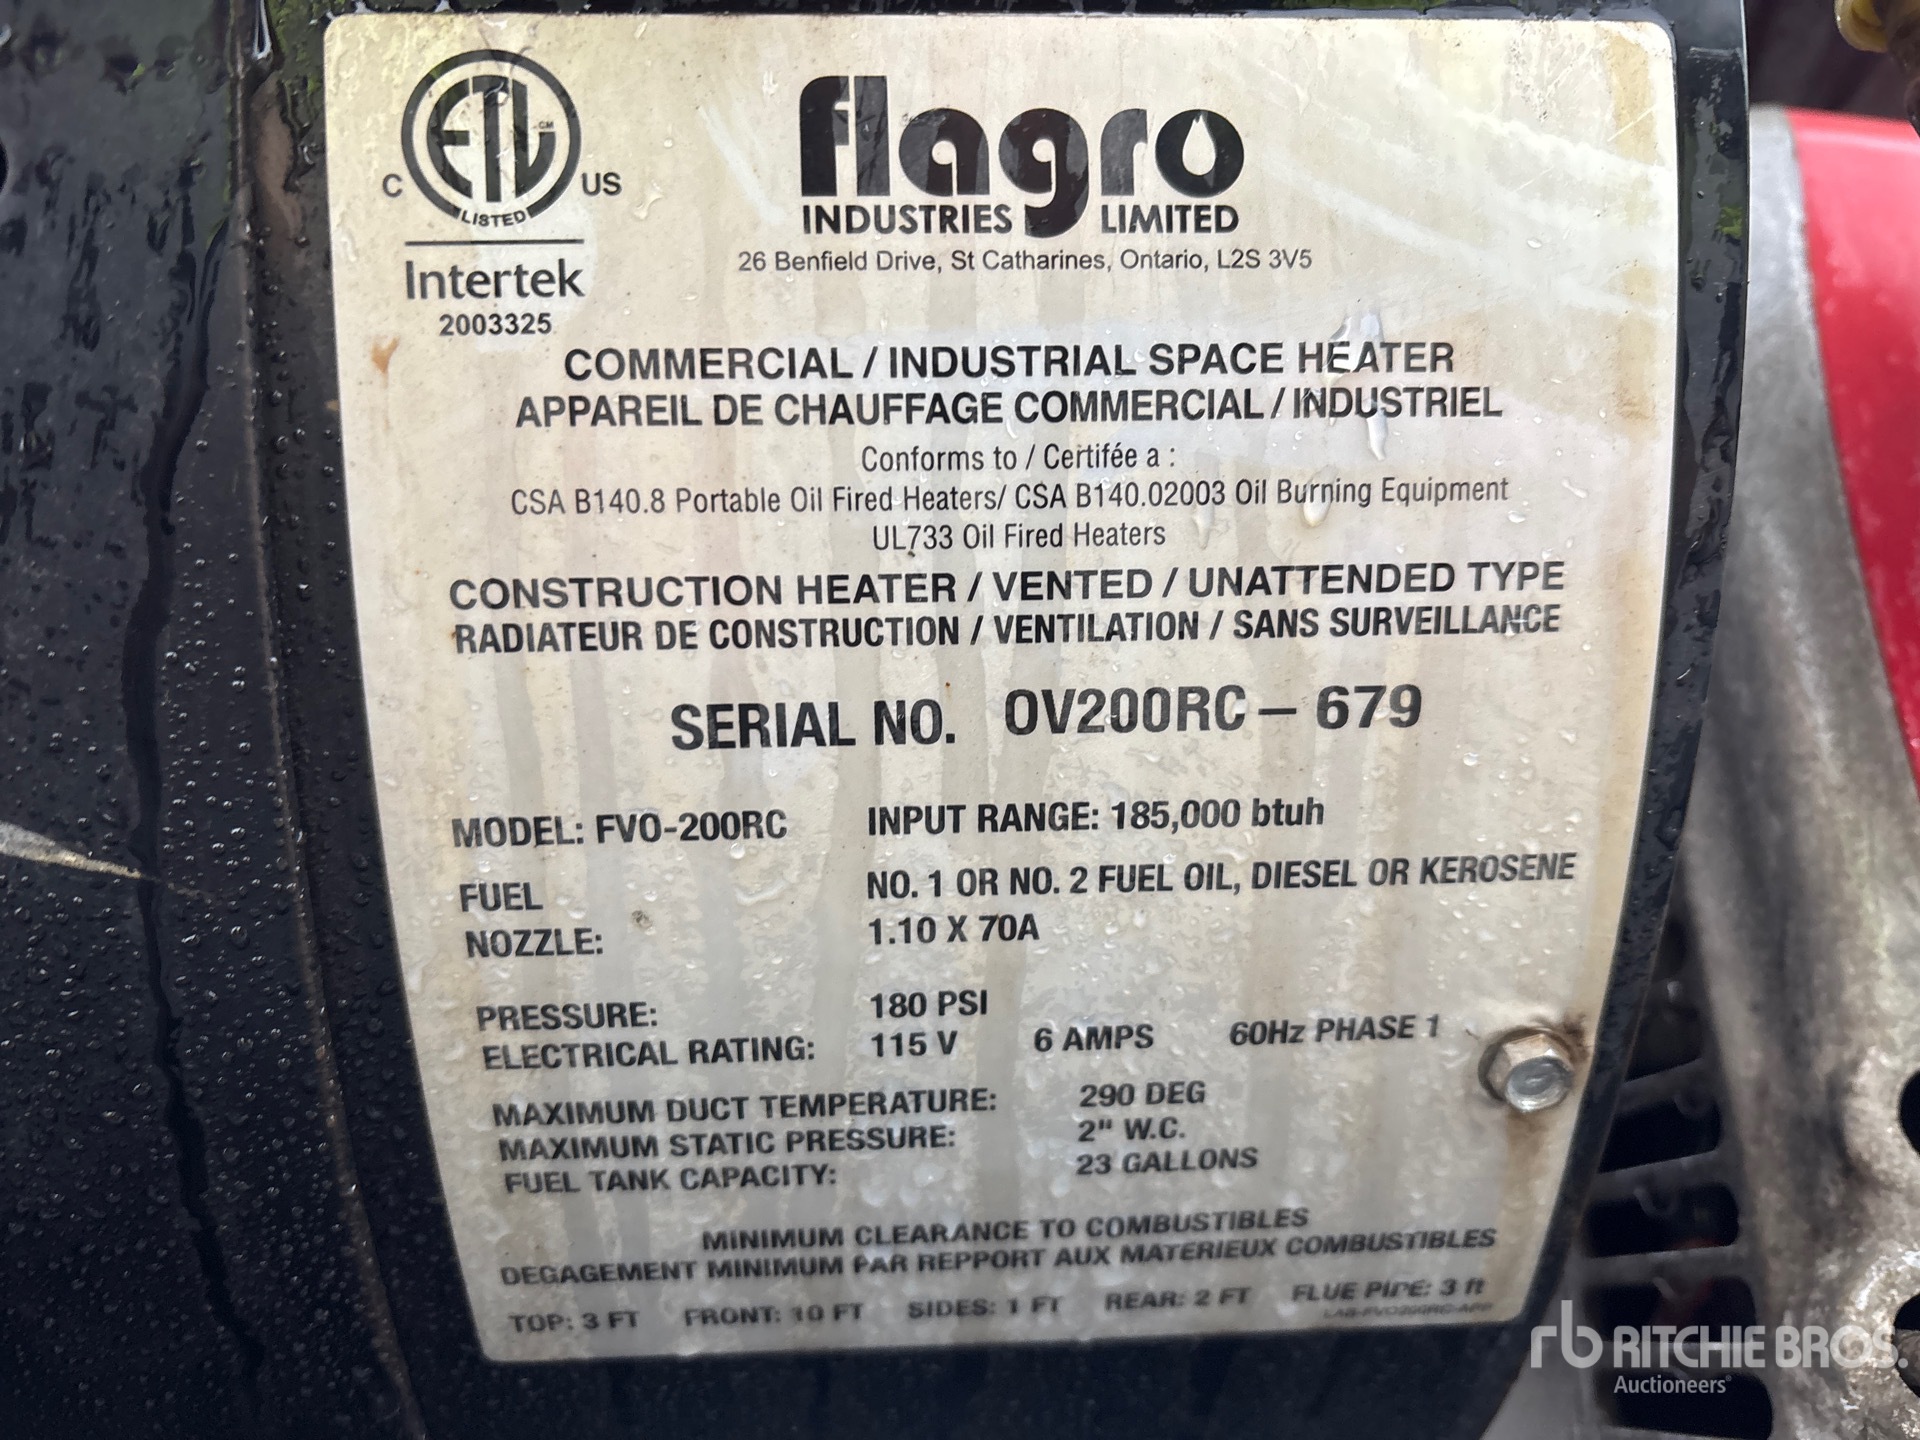 ETL CM
LISTED
C US
Intertek
2003325
flagro
INDUSTRIES LIMITED
26 Benfield Drive, St Catharines, Ontario, L2S 3V5
COMMERCIAL / INDUSTRIAL SPACE HEATER
APPAREIL DE CHAUFFAGE COMMERCIAL / INDUSTRIEL
Conforms to / Certifée a :
CSA B140.8 Portable Oil Fired Heaters/ CSA B140.02003 Oil Burning Equipment
UL733 Oil Fired Heaters
CONSTRUCTION HEATER / VENTED / UNATTENDED TYPE
RADIATEUR DE CONSTRUCTION / VENTILATION / SANS SURVEILLANCE
SERIAL NO. OV200RC – 679
MODEL: FVO-200RC INPUT RANGE: 185,000 btuh
FUEL NO. 1 OR NO. 2 FUEL OIL, DIESEL OR KEROSENE
NOZZLE: 1.10 X 70A
PRESSURE: 180 PSI
ELECTRICAL RATING: 115 V 6 AMPS 60Hz PHASE 1
MAXIMUM DUCT TEMPERATURE: 290 DEG
MAXIMUM STATIC PRESSURE: 2" W.C.
FUEL TANK CAPACITY: 23 GALLONS
MINIMUM CLEARANCE TO COMBUSTIBLES
DEGAGEMENT MINIMUM PAR REPPORT AUX MATERIEUX COMBUSTIBLES
TOP: 3 FT FRONT: 10 FT SIDES: 1 FT REAR: 2 FT FLUE PIPE: 3 ft
LAB-FVO200RC-APP
rb RITCHIE BROS.
Auctioneers